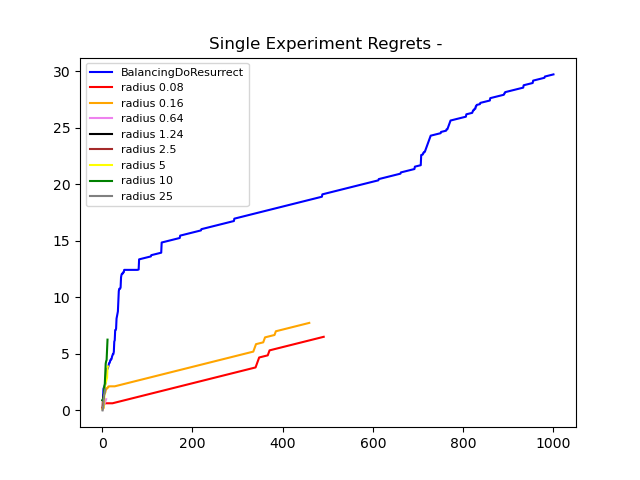 Single Experiment Regrets -
30
25
20
15
10
5
0
BalancingDoResurrect
radius 0.08
radius 0.16
radius 0.64
radius 1.24
radius 2.5
radius 5
radius 10
radius 25
0 200 400 600 800 1000